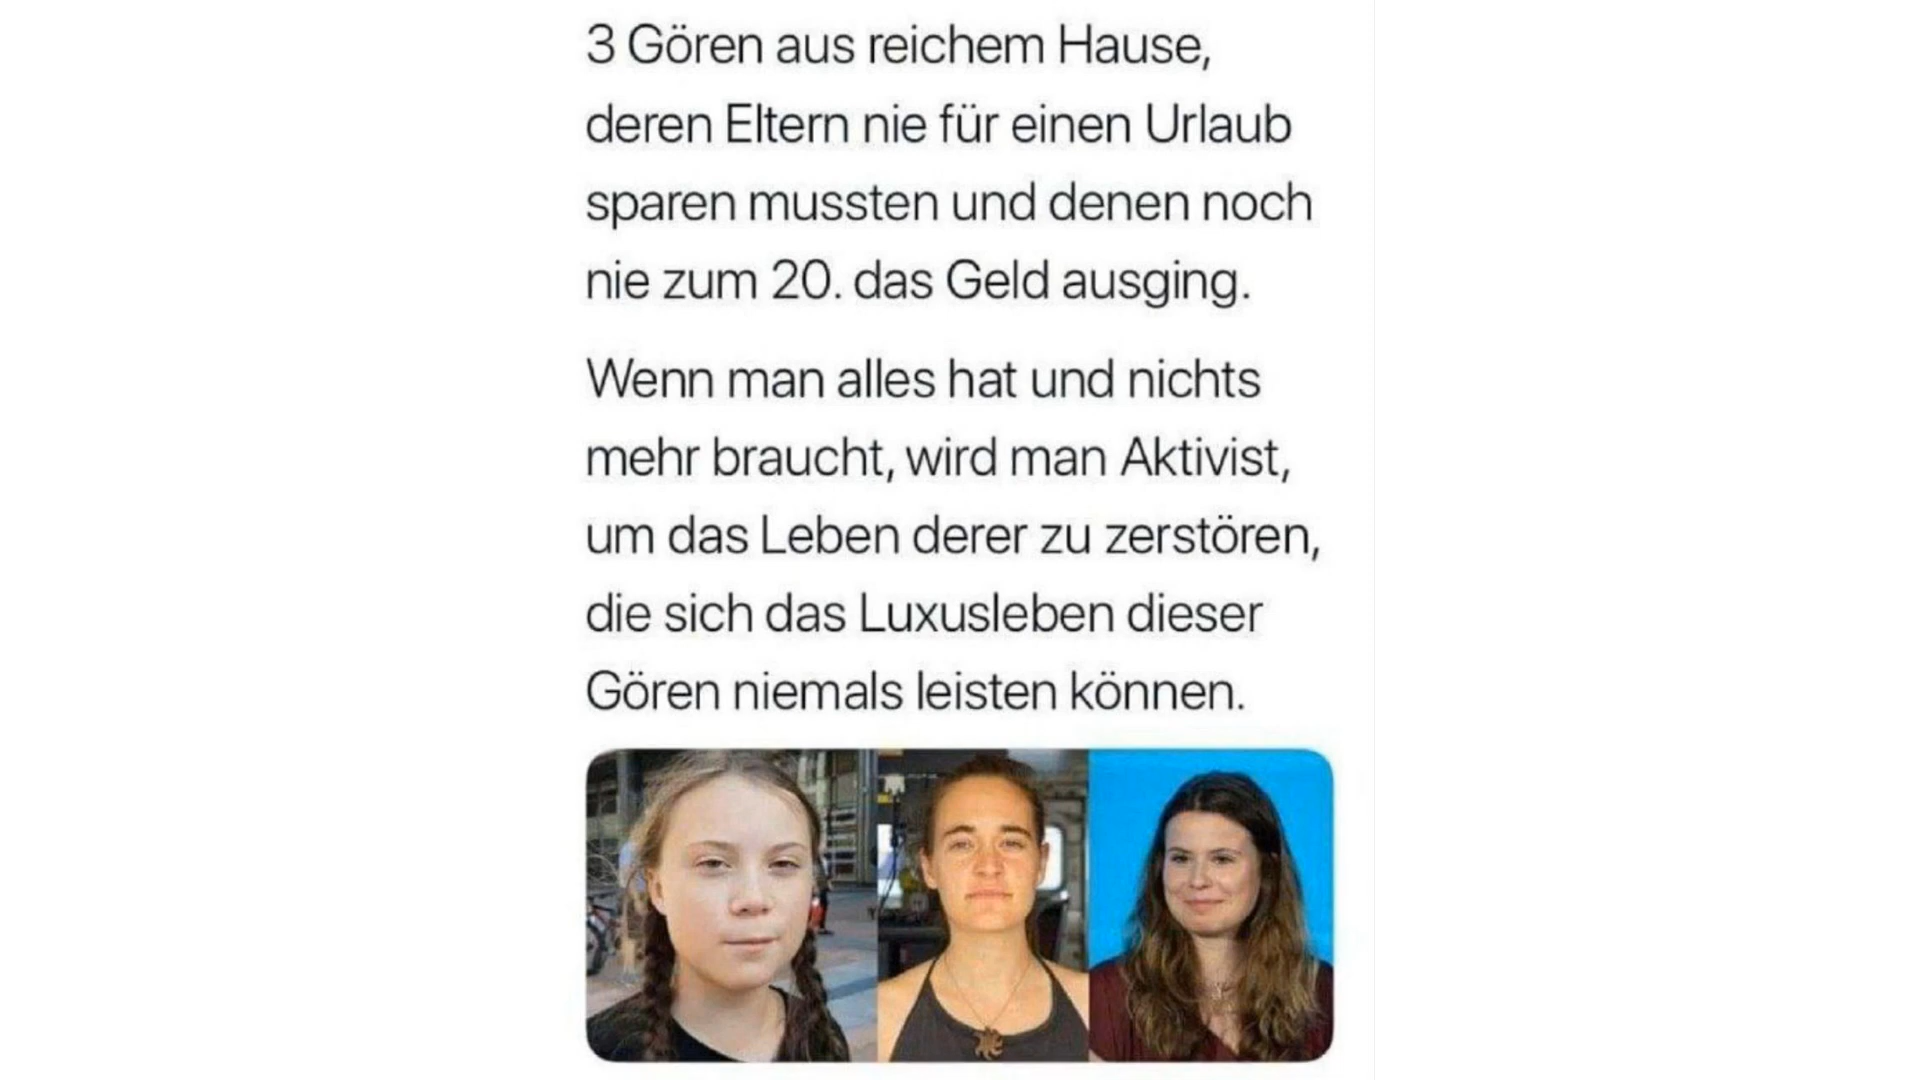 3 Gören aus reichem Hause,
deren Eltern nie für einen Urlaub
sparen mussten und denen noch
nie zum 20. das Geld ausging.
Wenn man alles hat und nichts
mehr braucht, wird man Aktivist,
um das Leben derer zu zerstören,
die sich das Luxusleben dieser
Gören niemals leisten können.